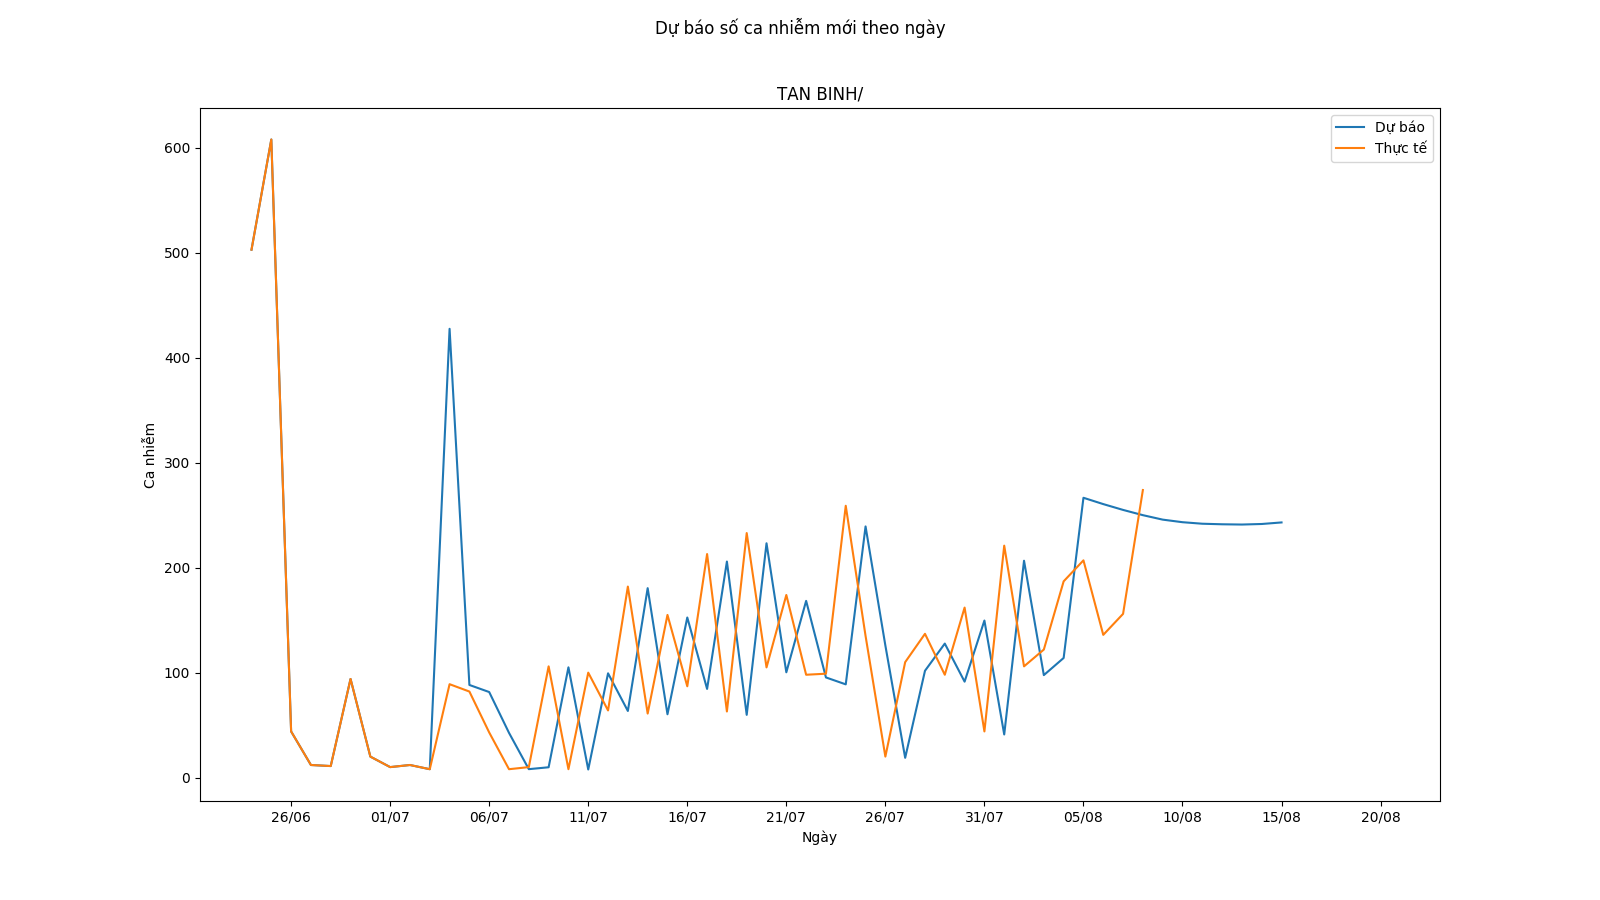 Dự báo số ca nhiễm mới theo ngày
TAN BINH/
Dự báo
Thực tế
600
500
400
300
200
100
0
Ca nhiễm
26/06 01/07 06/07 11/07 16/07 21/07 26/07 31/07 05/08 10/08 15/08 20/08
Ngày